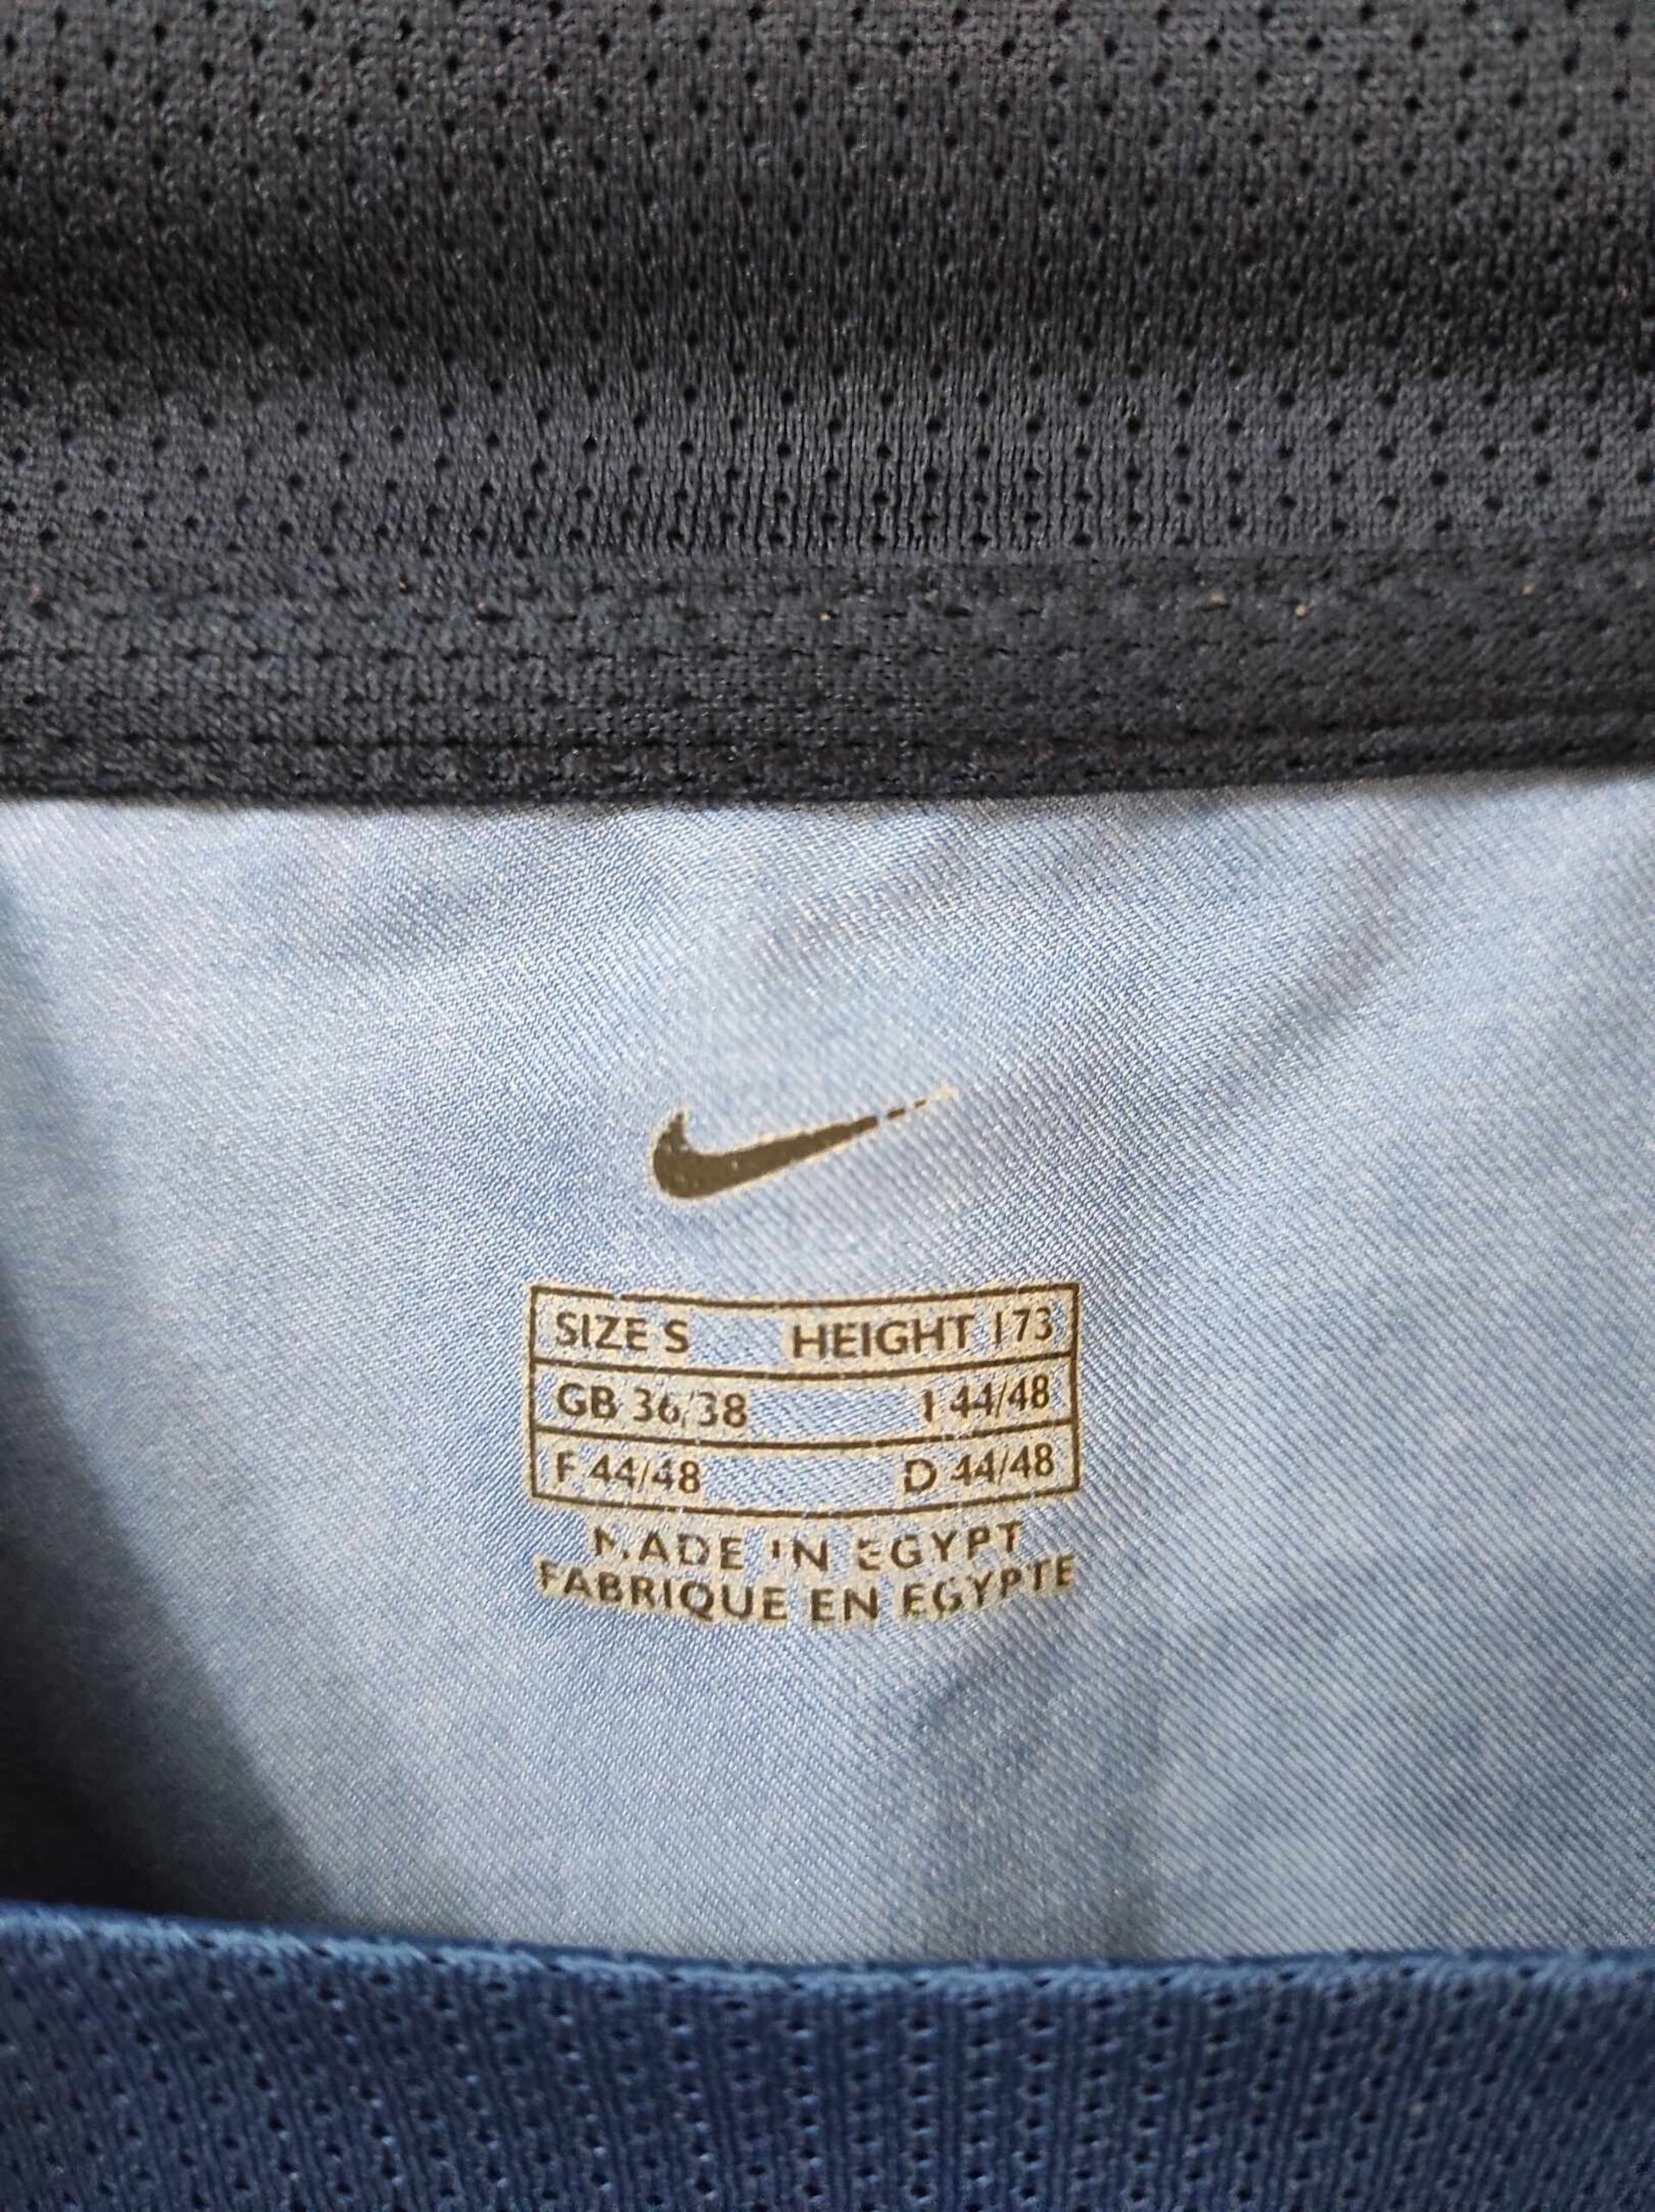 SIZE S HEIGHT 173
GB 36/38 I 44/48
F 44/48 D 44/48
MADE IN EGYPT
FABRIQUE EN EGYPTE